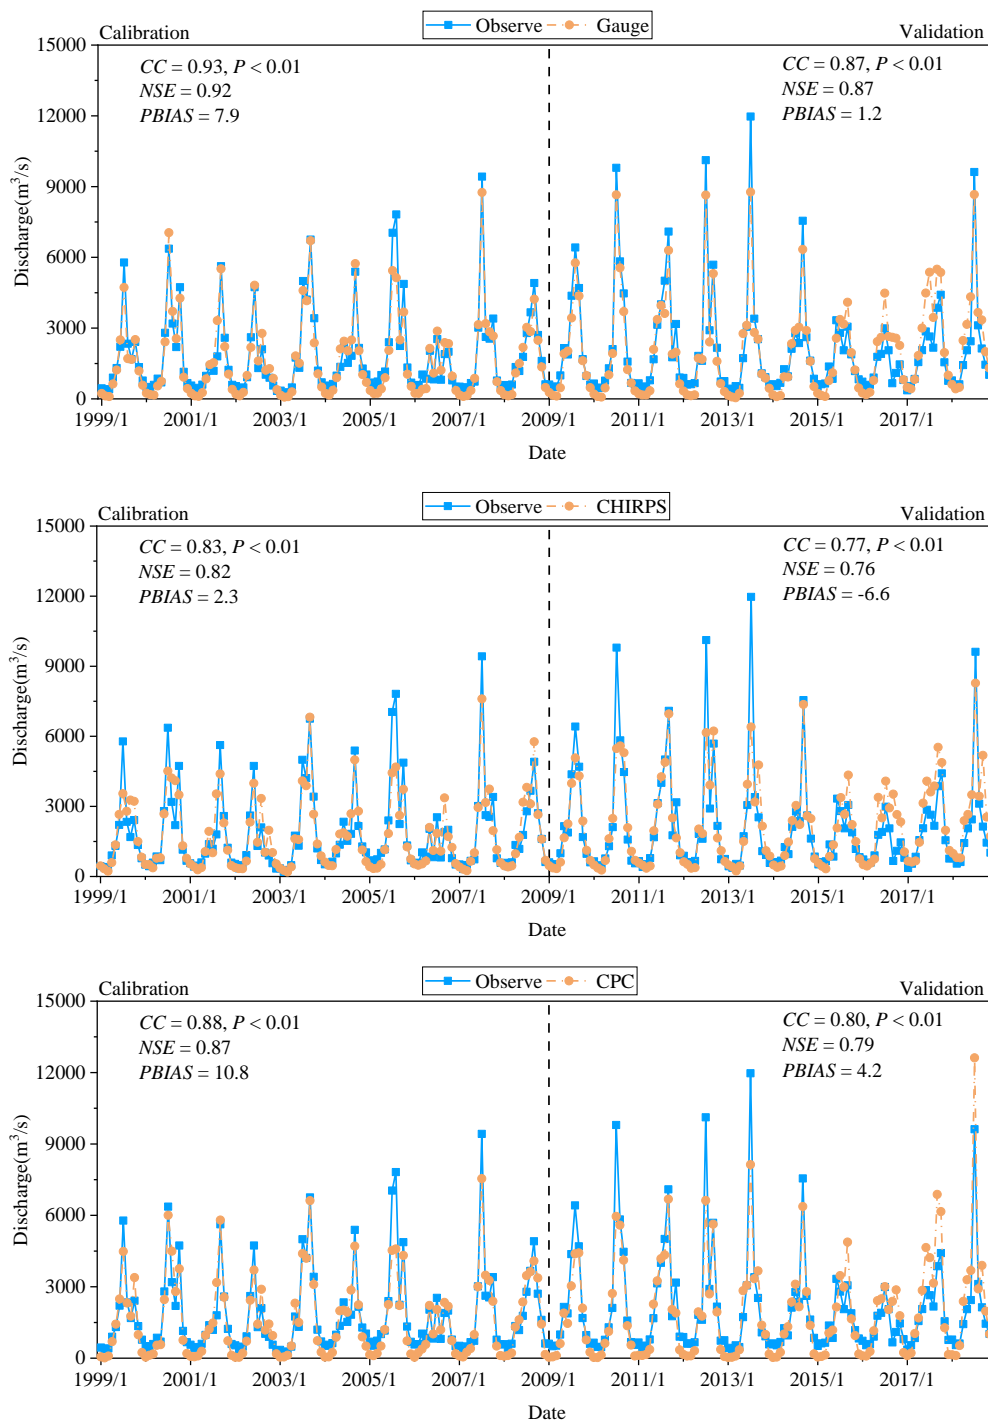 Calibration
Observe Gauge
Validation
15000
12000
9000
6000
3000
0
Discharge(m³/s)
CC = 0.93, P < 0.01
NSE = 0.92
PBIAS = 7.9
CC = 0.87, P < 0.01
NSE = 0.87
PBIAS = 1.2
1999/1 2001/1 2003/1 2005/1 2007/1 2009/1 2011/1 2013/1 2015/1 2017/1
Date
Calibration
Observe CHIRPS
Validation
15000
12000
9000
6000
3000
0
Discharge(m³/s)
CC = 0.83, P < 0.01
NSE = 0.82
PBIAS = 2.3
CC = 0.77, P < 0.01
NSE = 0.76
PBIAS = -6.6
1999/1 2001/1 2003/1 2005/1 2007/1 2009/1 2011/1 2013/1 2015/1 2017/1
Date
Calibration
Observe CPC
Validation
15000
12000
9000
6000
3000
0
Discharge(m³/s)
CC = 0.88, P < 0.01
NSE = 0.87
PBIAS = 10.8
CC = 0.80, P < 0.01
NSE = 0.79
PBIAS = 4.2
1999/1 2001/1 2003/1 2005/1 2007/1 2009/1 2011/1 2013/1 2015/1 2017/1
Date